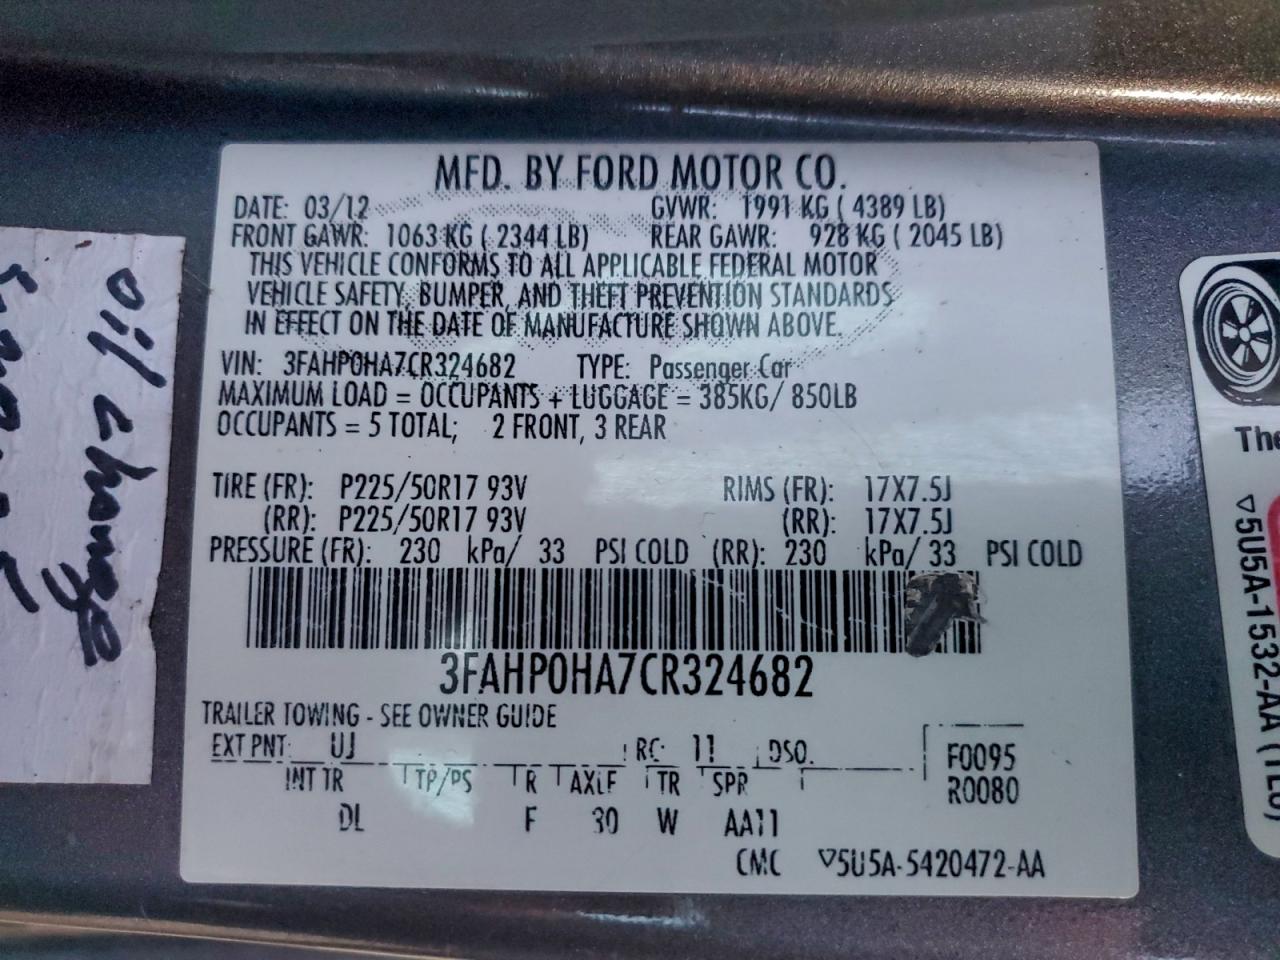 MFD. BY FORD MOTOR CO.
DATE: 03/12 GVWR: 1991 KG ( 4389 LB)
FRONT GAWR: 1063 KG ( 2344 LB) REAR GAWR: 928 KG ( 2045 LB)
THIS VEHICLE CONFORMS TO ALL APPLICABLE FEDERAL MOTOR
VEHICLE SAFETY, BUMPER, AND THEFT PREVENTION STANDARDS
IN EFFECT ON THE DATE OF MANUFACTURE SHOWN ABOVE.
VIN: 3FAHP0HA7CR324682 TYPE: Passenger Car
MAXIMUM LOAD = OCCUPANTS + LUGGAGE = 385KG/ 850LB
OCCUPANTS = 5 TOTAL; 2 FRONT, 3 REAR
TIRE (FR): P225/50R17 93V RIMS (FR): 17X7.5J
(RR): P225/50R17 93V (RR): 17X7.5J
PRESSURE (FR): 230 kPa/ 33 PSI COLD (RR): 230 kPa/ 33 PSI COLD
3FAHP0HA7CR324682
TRAILER TOWING - SEE OWNER GUIDE
EXT PNT: UJ RC: 11 DSO: F0095
INT TR TP/PS R AXLE TR SPR R0080
DL F 30 W AA11
CMC ▽5U5A-5420472-AA
oil change
The
▽5U5A-1532-AA (TE0)